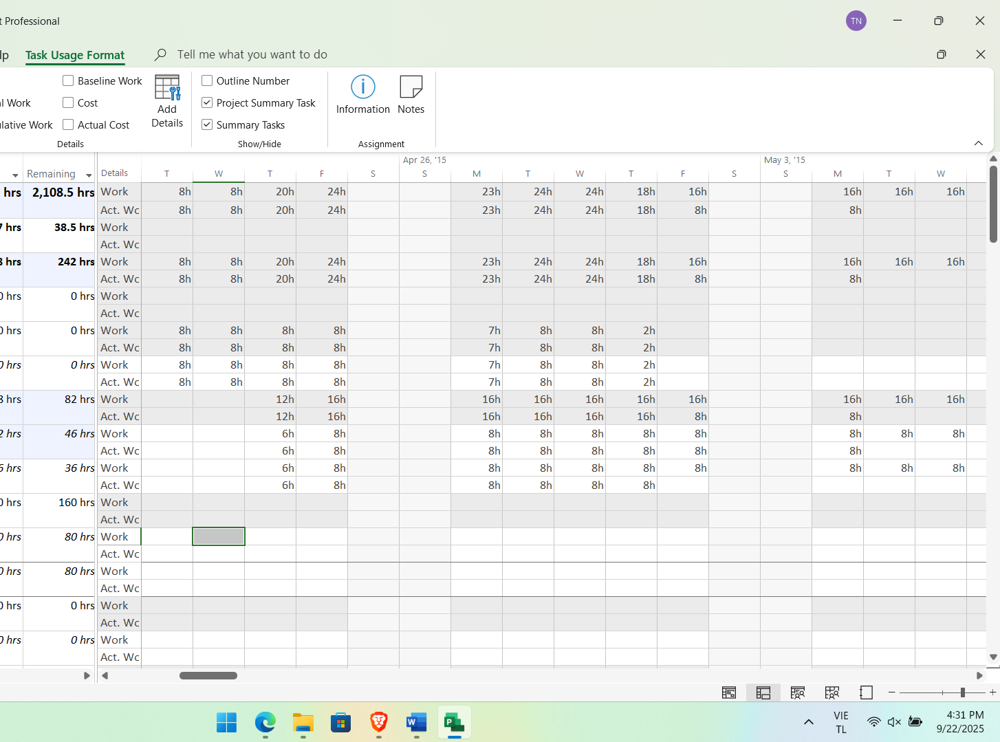 t Professional
TN
lp Task Usage Format Tell me what you want to do
Baseline Work
l Work Cost
lative Work Actual Cost
Details
Add
Details
Outline Number
Project Summary Task
Summary Tasks
Show/Hide
Information Notes
Assignment
Apr 26, '15 May 3, '15
Remaining Details T W T F S S M T W T F S S M T W
hrs 2,108.5 hrs Work 8h 8h 20h 24h 23h 24h 24h 18h 16h 16h 16h 16h
Act. Wc 8h 8h 20h 24h 23h 24h 24h 18h 8h 8h
7 hrs 38.5 hrs Work
Act. Wc
3 hrs 242 hrs Work 8h 8h 20h 24h 23h 24h 24h 18h 16h 16h 16h 16h
Act. Wc 8h 8h 20h 24h 23h 24h 24h 18h 8h 8h
0 hrs 0 hrs Work
Act. Wc
0 hrs 0 hrs Work 8h 8h 8h 8h 7h 8h 8h 2h
Act. Wc 8h 8h 8h 8h 7h 8h 8h 2h
0 hrs 0 hrs Work 8h 8h 8h 8h 7h 8h 8h 2h
Act. Wc 8h 8h 8h 8h 7h 8h 8h 2h
8 hrs 82 hrs Work 12h 16h 16h 16h 16h 16h 16h 16h 16h 16h
Act. Wc 12h 16h 16h 16h 16h 16h 8h 8h
2 hrs 46 hrs Work 6h 8h 8h 8h 8h 8h 8h 8h 8h 8h
Act. Wc 6h 8h 8h 8h 8h 8h 8h 8h
6 hrs 36 hrs Work 6h 8h 8h 8h 8h 8h 8h 8h 8h 8h
Act. Wc 6h 8h 8h 8h 8h 8h
0 hrs 160 hrs Work
Act. Wc
0 hrs 80 hrs Work
Act. Wc
0 hrs 80 hrs Work
Act. Wc
0 hrs 0 hrs Work
Act. Wc
0 hrs 0 hrs Work
Act. Wc
VIE
TL
4:31 PM
9/22/2025